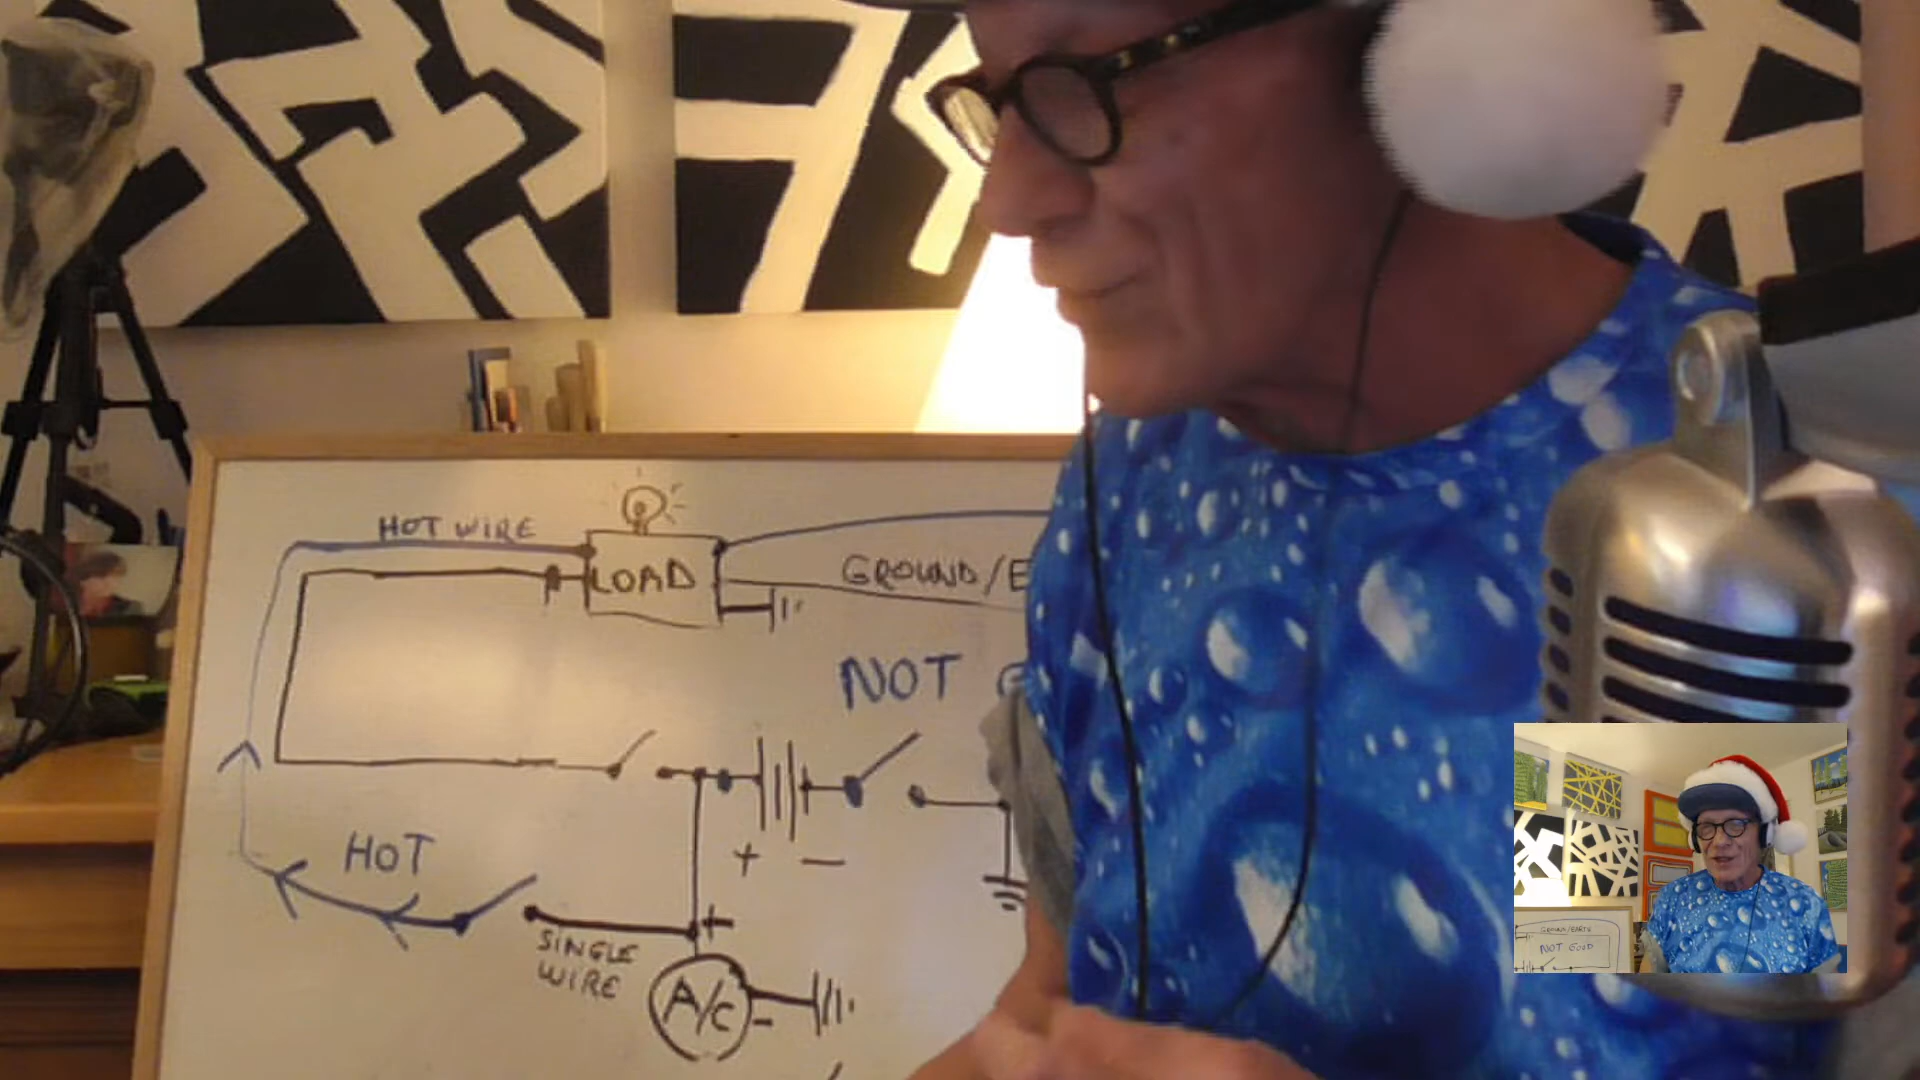 HOT WIRE
LOAD
GROUND/E
NOT
HOT
+ −
+
SINGLE
WIRE
A/C
−
GROUND/EARTH
NOT GOOD